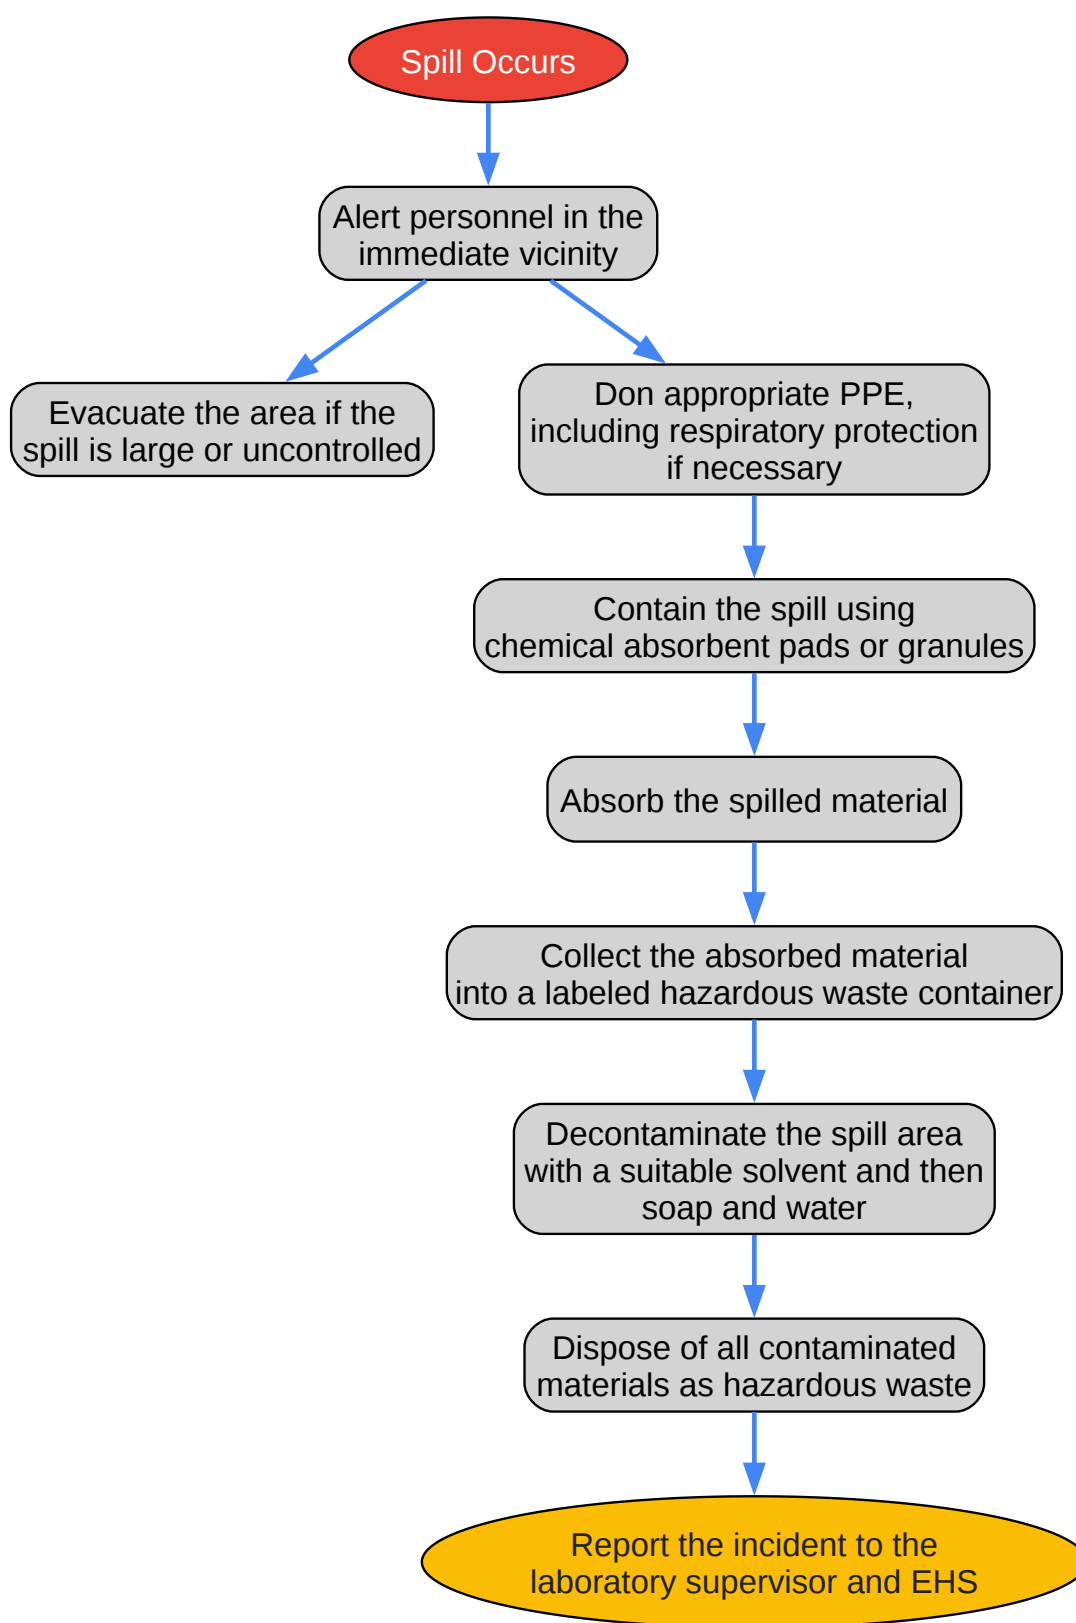 Spill Occurs
Alert personnel in the
immediate vicinity
Evacuate the area if the
spill is large or uncontrolled
Don appropriate PPE,
including respiratory protection
if necessary
Contain the spill using
chemical absorbent pads or granules
Absorb the spilled material
Collect the absorbed material
into a labeled hazardous waste container
Decontaminate the spill area
with a suitable solvent and then
soap and water
Dispose of all contaminated
materials as hazardous waste
Report the incident to the
laboratory supervisor and EHS